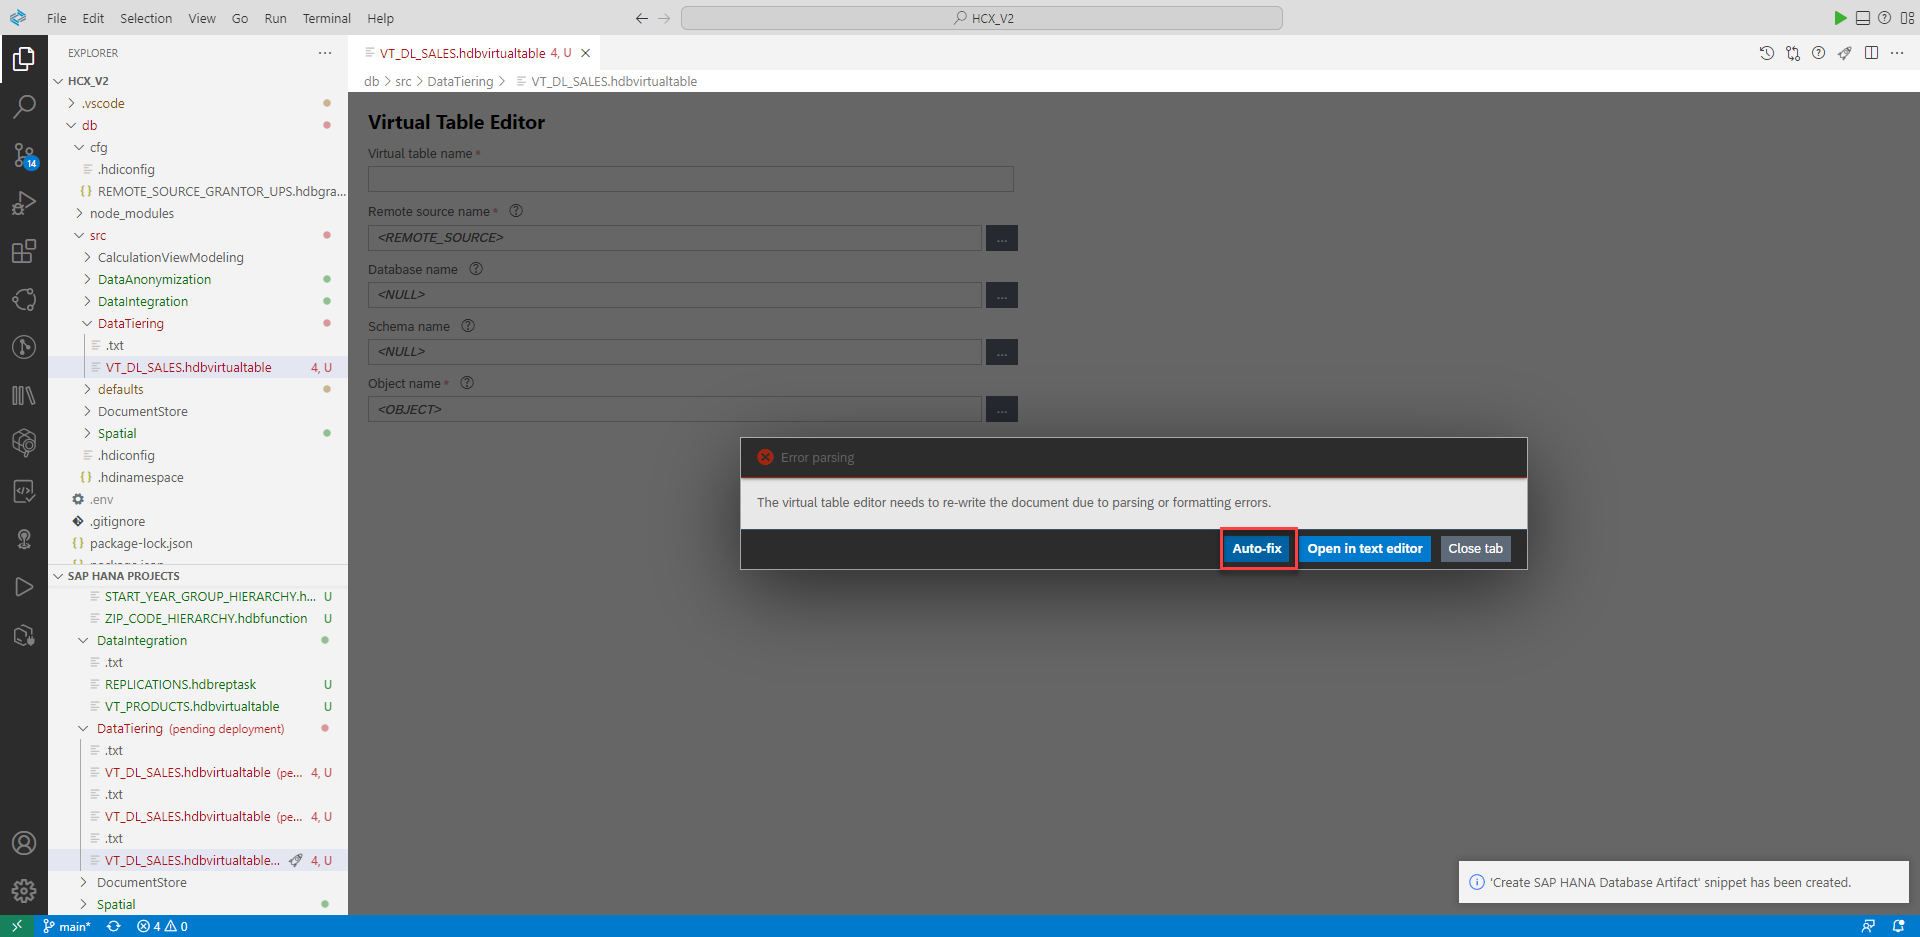 File Edit Selection View Go Run Terminal Help
HCX_V2
EXPLORER
VT_DL_SALES.hdbvirtualtable 4, U
db > src > DataTiering > VT_DL_SALES.hdbvirtualtable
HCX_V2
.vscode
db
cfg
.hdiconfig
{} REMOTE_SOURCE_GRANTOR_UPS.hdbgra...
node_modules
src
CalculationViewModeling
DataAnonymization
DataIntegration
DataTiering
.txt
VT_DL_SALES.hdbvirtualtable 4, U
defaults
DocumentStore
Spatial
.hdiconfig
{} .hdinamespace
.env
.gitignore
{} package-lock.json
14
SAP HANA PROJECTS
START_YEAR_GROUP_HIERARCHY.h... U
ZIP_CODE_HIERARCHY.hdbfunction U
DataIntegration
.txt
REPLICATIONS.hdbreptask U
VT_PRODUCTS.hdbvirtualtable U
DataTiering (pending deployment)
.txt
VT_DL_SALES.hdbvirtualtable (pe... 4, U
.txt
VT_DL_SALES.hdbvirtualtable (pe... 4, U
.txt
VT_DL_SALES.hdbvirtualtable... 4, U
DocumentStore
Spatial
Virtual Table Editor
Virtual table name *
Remote source name *
<REMOTE_SOURCE> ...
Database name
<NULL> ...
Schema name
<NULL> ...
Object name *
<OBJECT> ...
Error parsing
The virtual table editor needs to re-write the document due to parsing or formatting errors.
Auto-fix Open in text editor Close tab
'Create SAP HANA Database Artifact' snippet has been created.
main* 4 0